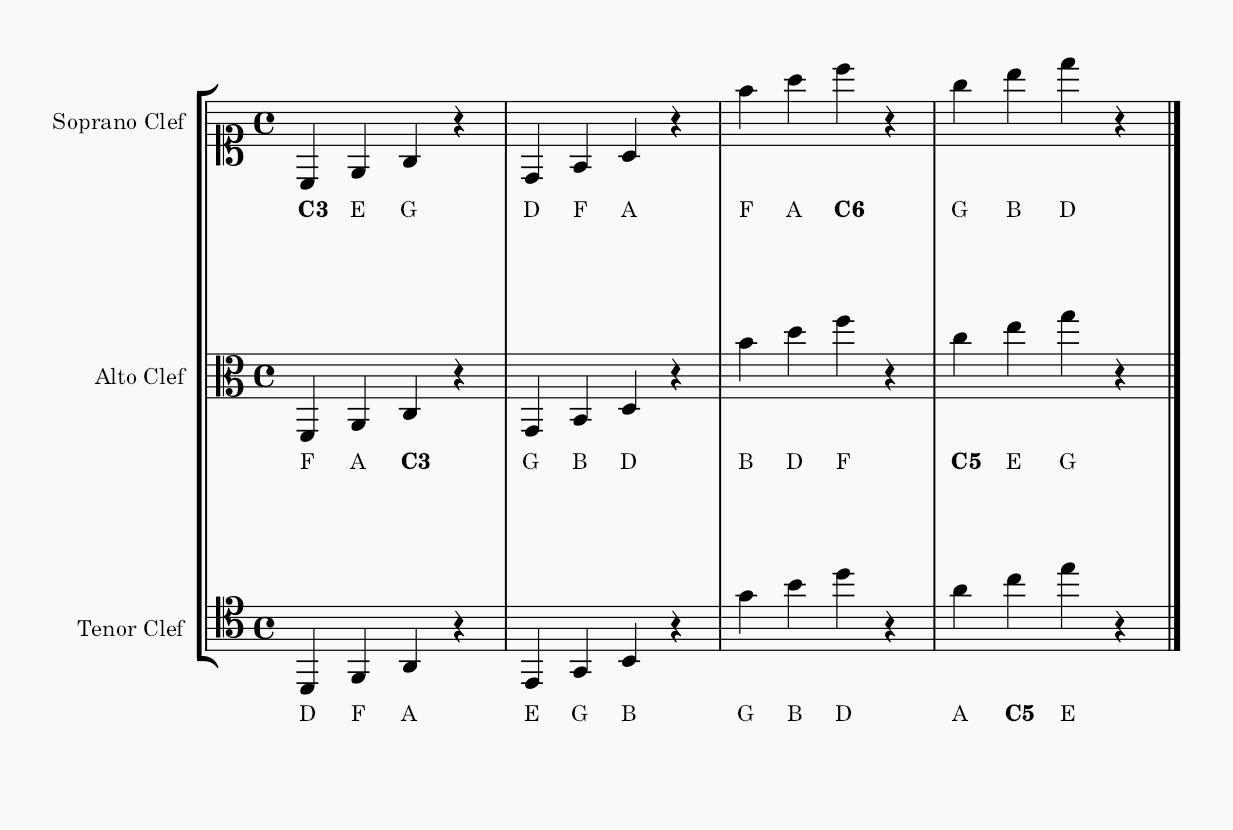 Soprano Clef
C3 E G D F A F A C6 G B D
Alto Clef
F A C3 G B D B D F C5 E G
Tenor Clef
D F A E G B G B D A C5 E